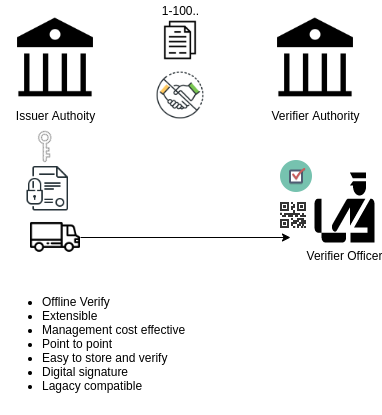 1-100..
Issuer Authoity
Verifier Authority
Verifier Officer
Offline Verify
Extensible
Management cost effective
Point to point
Easy to store and verify
Digital signature
Lagacy compatible